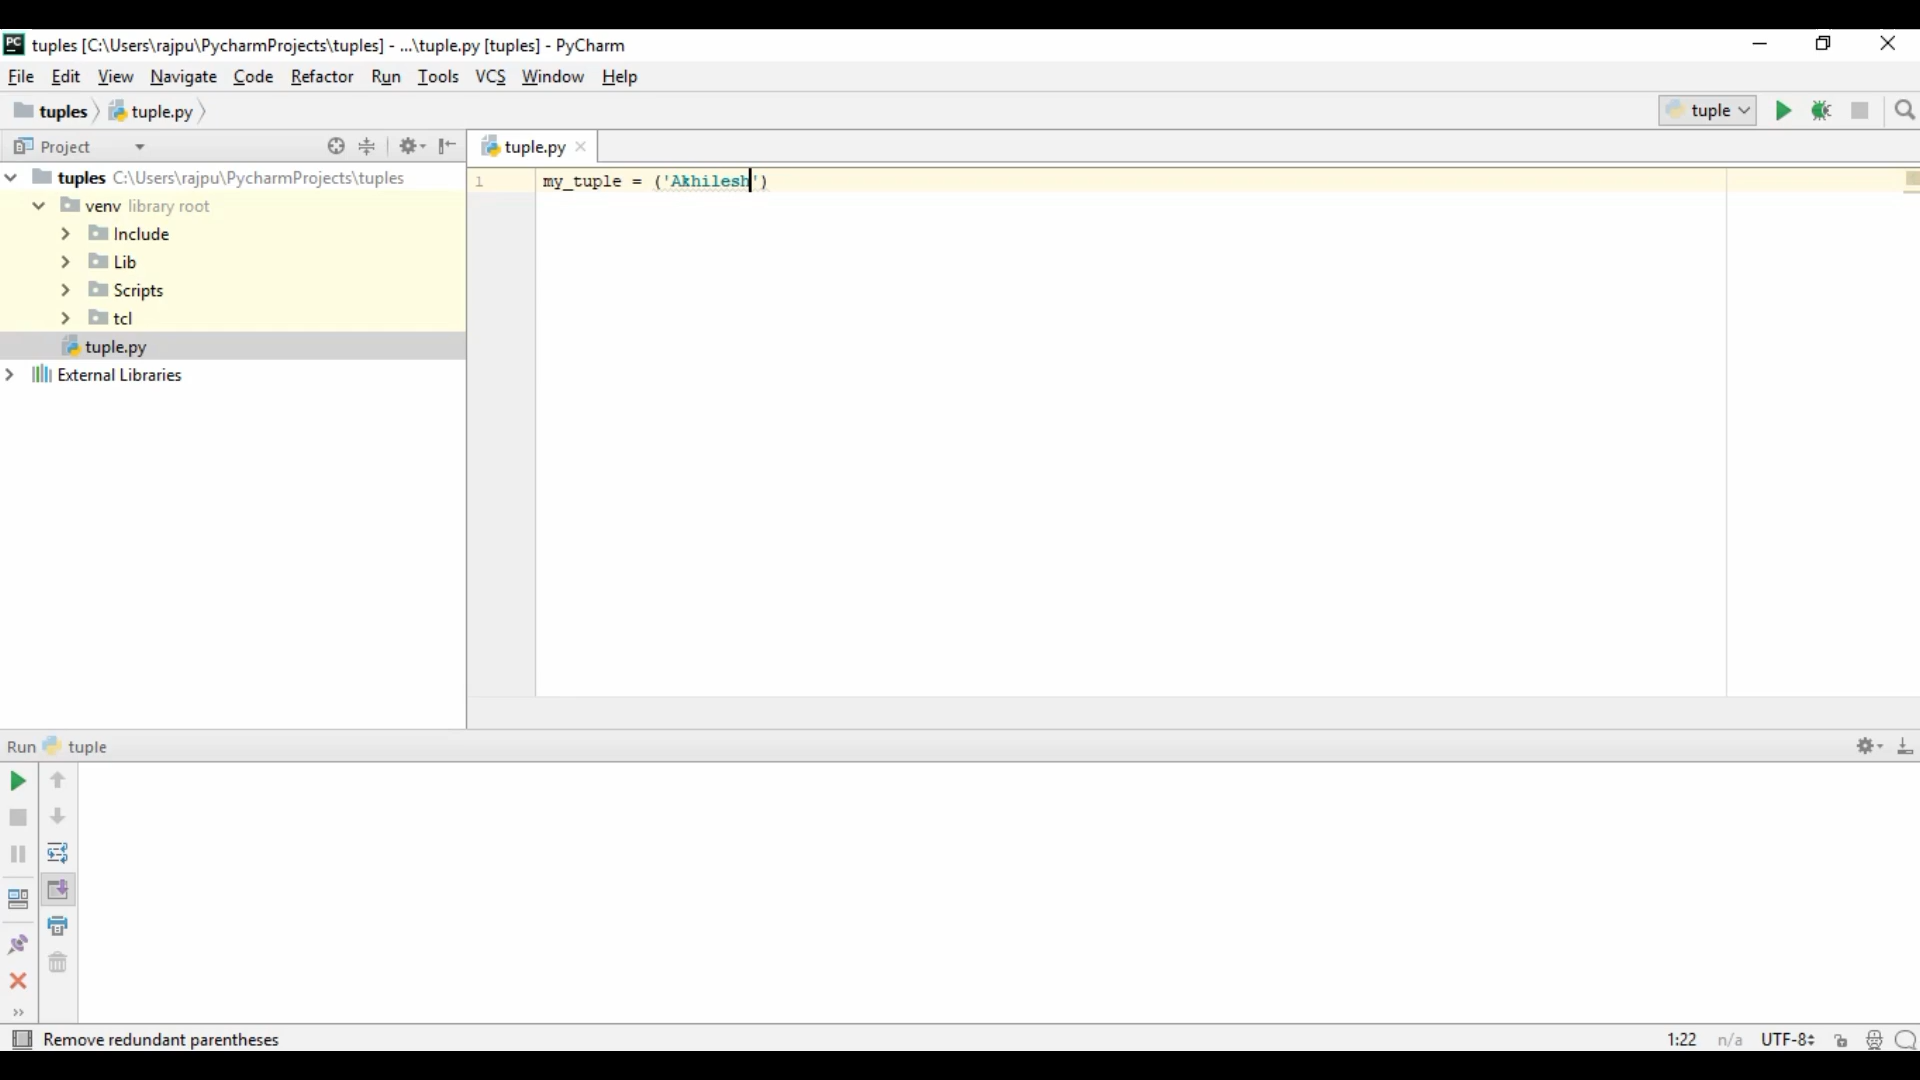 PC tuples [C:\Users\rajpu\PycharmProjects\tuples] - ...\tuple.py [tuples] - PyCharm
File Edit View Navigate Code Refactor Run Tools VCS Window Help
tuples tuple.py tuple
Project tuple.py
tuples C:\Users\rajpu\PycharmProjects\tuples
1 my_tuple = ('Akhilesh')
venv library root
Include
Lib
Scripts
tcl
tuple.py
External Libraries
Run tuple
Remove redundant parentheses 1:22 n/a UTF-8